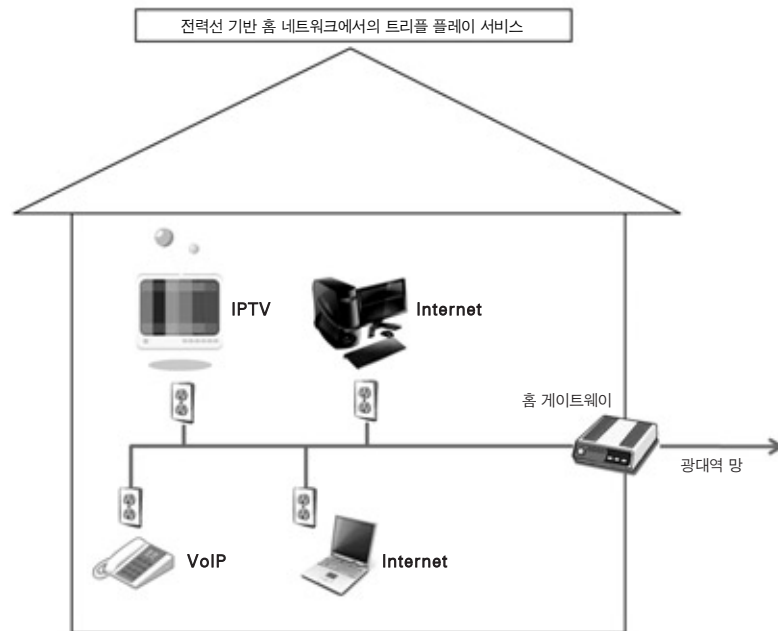 전력선 기반 홈 네트워크에서의 트리플 플레이 서비스
IPTV
Internet
홈 게이트웨이
광대역 망
VoIP
Internet